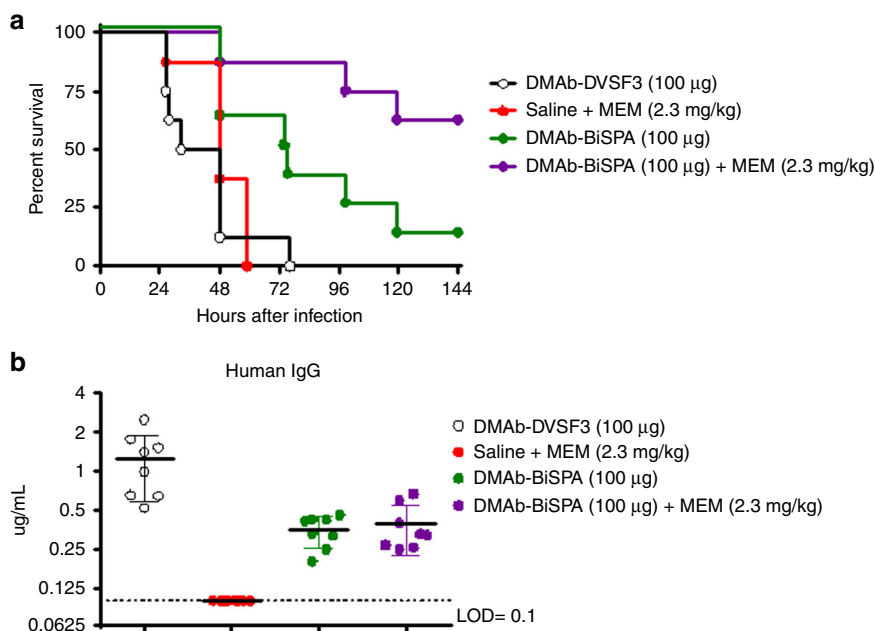 a
Percent survival
100
75
50
25
0
0 24 48 72 96 120 144
Hours after infection
DMAb-DVSF3 (100 μg)
Saline + MEM (2.3 mg/kg)
DMAb-BiSPA (100 μg)
DMAb-BiSPA (100 μg) + MEM (2.3 mg/kg)
b
Human IgG
ug/mL
4
2
1
0.5
0.25
0.125
0.0625
DMAb-DVSF3 (100 μg)
Saline + MEM (2.3 mg/kg)
DMAb-BiSPA (100 μg)
DMAb-BiSPA (100 μg) + MEM (2.3 mg/kg)
LOD= 0.1